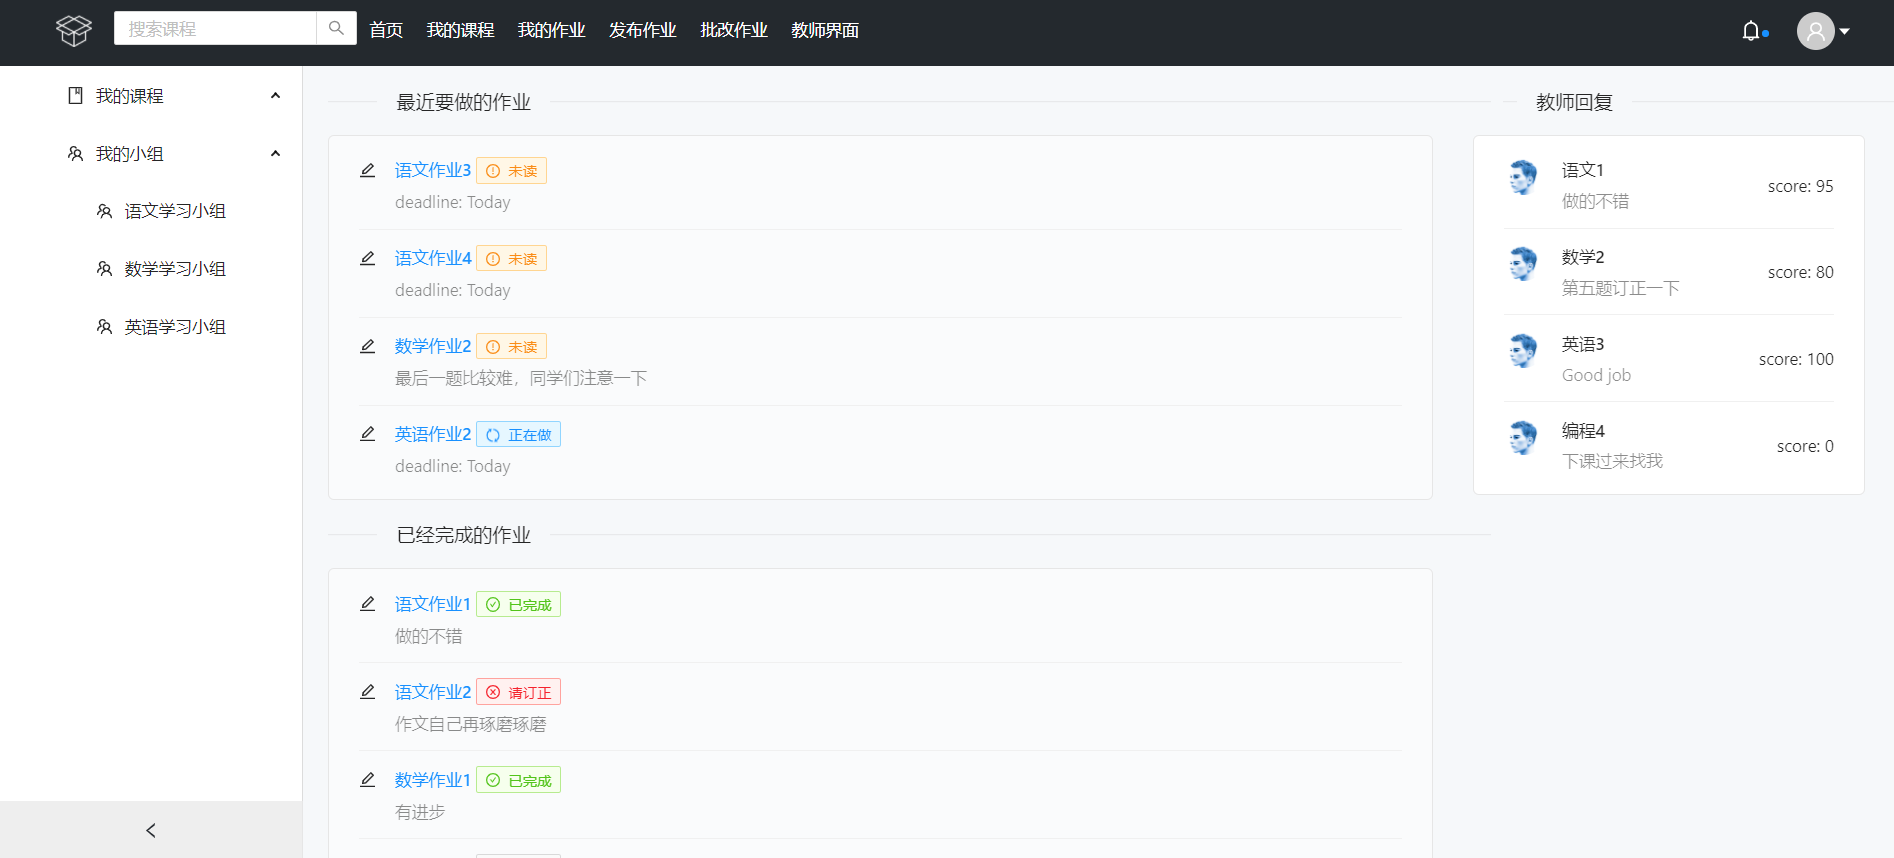 搜索课程
首页 我的课程 我的作业 发布作业 批改作业 教师界面
我的课程
我的小组
语文学习小组
数学学习小组
英语学习小组
最近要做的作业
语文作业3 未读
deadline: Today
语文作业4 未读
deadline: Today
数学作业2 未读
最后一题比较难，同学们注意一下
英语作业2 正在做
deadline: Today
已经完成的作业
语文作业1 已完成
做的不错
语文作业2 请订正
作文自己再琢磨琢磨
数学作业1 已完成
有进步
教师回复
语文1
做的不错
score: 95
数学2
第五题订正一下
score: 80
英语3
Good job
score: 100
编程4
下课过来找我
score: 0